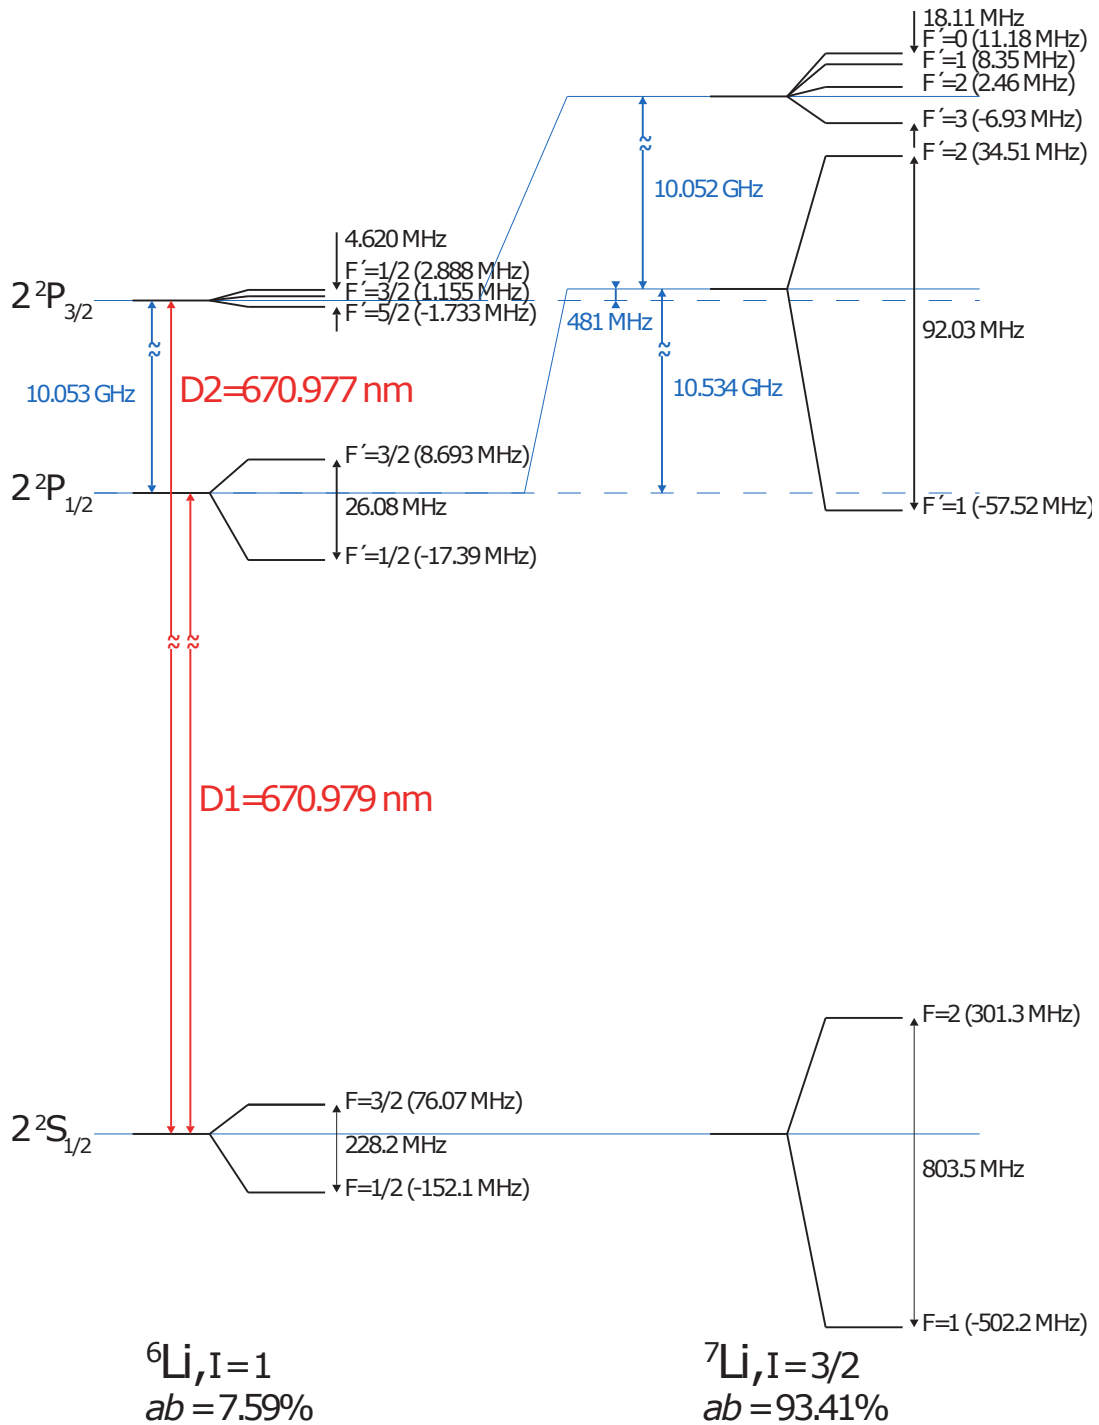 18.11 MHz
F´=0 (11.18 MHz)
F´=1 (8.35 MHz)
F´=2 (2.46 MHz)
F´=3 (-6.93 MHz)
F´=2 (34.51 MHz)
10.052 GHz
4.620 MHz
F´=1/2 (2.888 MHz)
2 ²P3/2
F´=3/2 (1.155 MHz)
F´=5/2 (-1.733 MHz)
481 MHz
92.03 MHz
10.053 GHz
D2=670.977 nm
10.534 GHz
F´=3/2 (8.693 MHz)
2 ²P1/2
26.08 MHz
F´=1 (-57.52 MHz)
F´=1/2 (-17.39 MHz)
D1=670.979 nm
F=2 (301.3 MHz)
F=3/2 (76.07 MHz)
2 ²S1/2
228.2 MHz
803.5 MHz
F=1/2 (-152.1 MHz)
F=1 (-502.2 MHz)
⁶Li, I = 1
ab = 7.59%
⁷Li, I = 3/2
ab = 93.41%